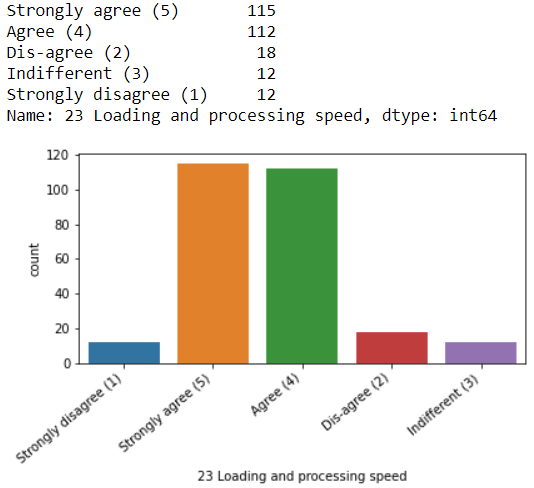 Strongly agree (5) 115
Agree (4) 112
Dis-agree (2) 18
Indifferent (3) 12
Strongly disagree (1) 12
Name: 23 Loading and processing speed, dtype: int64
120
100
80
60
40
20
0
count
Strongly disagree (1)
Strongly agree (5)
Agree (4)
Dis-agree (2)
Indifferent (3)
23 Loading and processing speed